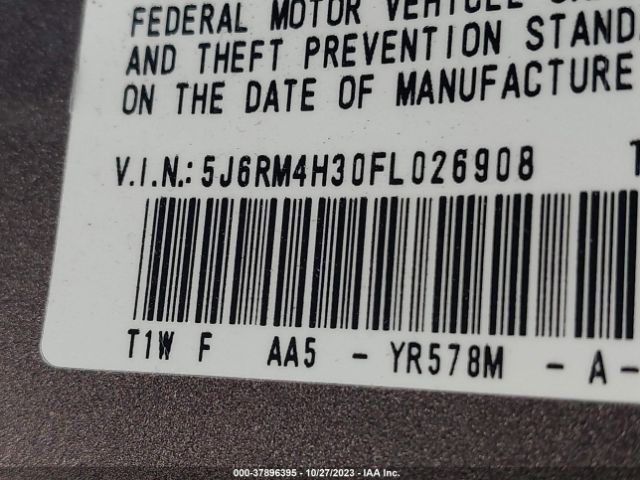 FEDERAL MOTOR VEHICLE
AND THEFT PREVENTION STAND
ON THE DATE OF MANUFACTURE
V.I.N.: 5J6RM4H30FL026908 1
T1W F AA5 - YR578M - A -
000-37896395 - 10/27/2023 - IAA Inc.